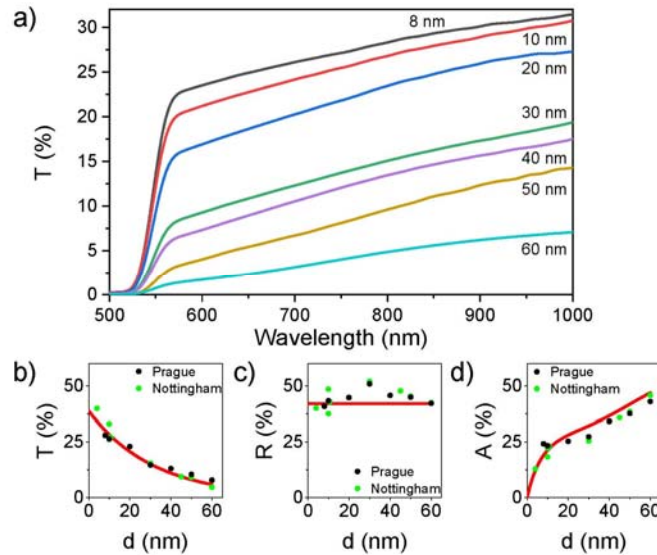 a)
T (%)
30
25
20
15
10
5
0
8 nm
10 nm
20 nm
30 nm
40 nm
50 nm
60 nm
500 600 700 800 900 1000
Wavelength (nm)
b)
T (%)
50
25
0
Prague
Nottingham
0 20 40 60
d (nm)
c)
R (%)
50
25
0
Prague
Nottingham
0 20 40 60
d (nm)
d)
A (%)
50
25
0
Prague
Nottingham
0 20 40 60
d (nm)